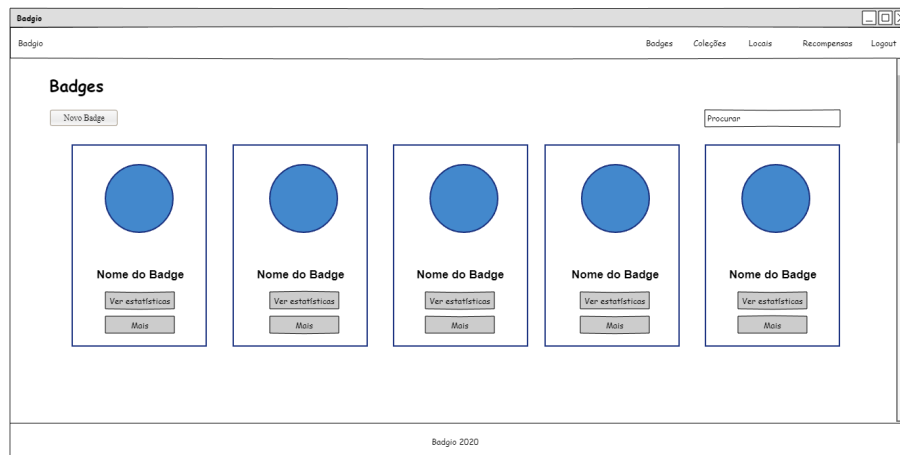 Badgio
Badgio
Badges Coleções Locais Recompensas Logout
Badges
Novo Badge
Procurar
Nome do Badge Nome do Badge Nome do Badge Nome do Badge Nome do Badge
Ver estatísticas Ver estatísticas Ver estatísticas Ver estatísticas Ver estatísticas
Mais Mais Mais Mais Mais
Badgio 2020